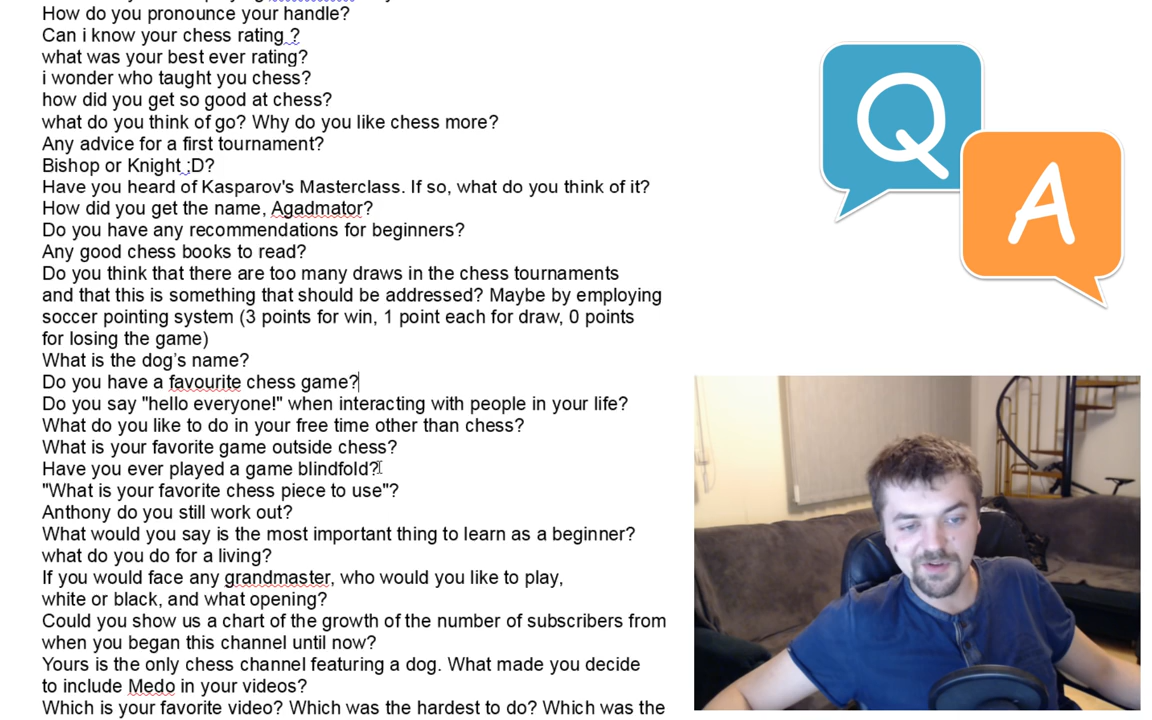 How do you pronounce your handle?
Can i know your chess rating ?
what was your best ever rating?
i wonder who taught you chess?
how did you get so good at chess?
what do you think of go? Why do you like chess more?
Any advice for a first tournament?
Bishop or Knight :D?
Have you heard of Kasparov's Masterclass. If so, what do you think of it?
How did you get the name, Agadmator?
Do you have any recommendations for beginners?
Any good chess books to read?
Do you think that there are too many draws in the chess tournaments
and that this is something that should be addressed? Maybe by employing
soccer pointing system (3 points for win, 1 point each for draw, 0 points
for losing the game)
What is the dog’s name?
Do you have a favourite chess game?
Do you say "hello everyone!" when interacting with people in your life?
What do you like to do in your free time other than chess?
What is your favorite game outside chess?
Have you ever played a game blindfold?
"What is your favorite chess piece to use"?
Anthony do you still work out?
What would you say is the most important thing to learn as a beginner?
what do you do for a living?
If you would face any grandmaster, who would you like to play,
white or black, and what opening?
Could you show us a chart of the growth of the number of subscribers from
when you began this channel until now?
Yours is the only chess channel featuring a dog. What made you decide
to include Medo in your videos?
Which is your favorite video? Which was the hardest to do? Which was the
Q
A